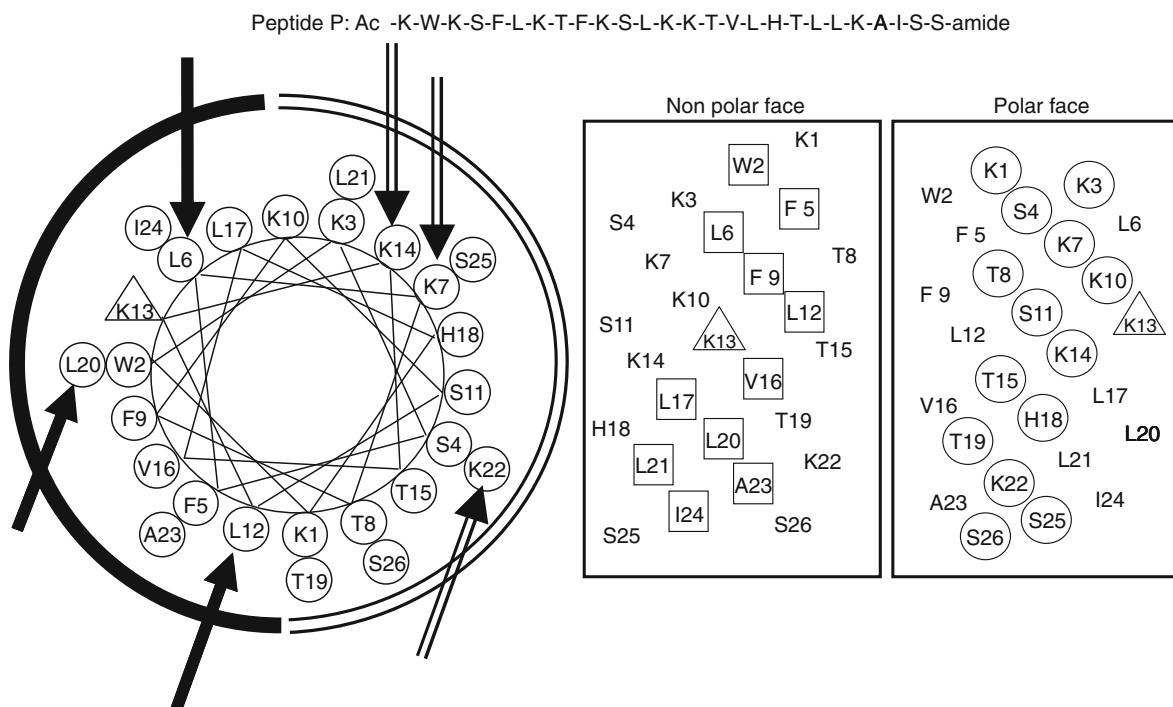 Peptide P: Ac -K-W-K-S-F-L-K-T-F-K-S-L-K-K-T-V-L-H-T-L-L-K-A-I-S-S-amide
L21
I24
L17
K10
K3
K14
L6
K7
S25
K13
H18
L20
W2
S11
F9
S4
V16
K22
F5
T15
A23
L12
K1
T8
T19
S26
Non polar face
K1
W2
K3
F 5
S4
L6
T8
K7
F 9
K10
L12
S11
K13
T15
K14
V16
L17
T19
H18
L20
L21
K22
A23
I24
S26
S25
Polar face
K1
K3
W2
S4
L6
F 5
K7
T8
K10
F 9
S11
K13
L12
K14
T15
L17
V16
H18
L20
T19
L21
K22
A23
I24
S25
S26